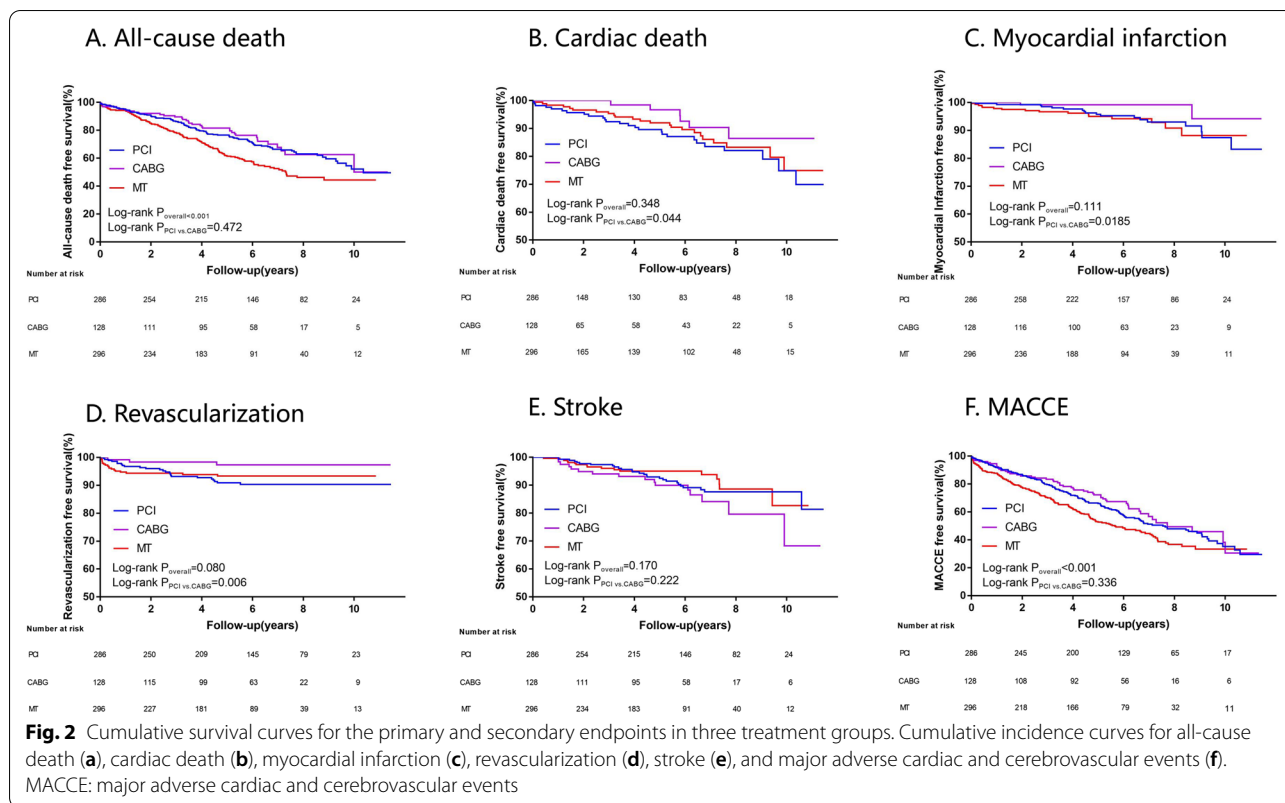 A. All-cause death
All-cause death free survival(%)
100
80
60
40
20
0
PCI
CABG
MT
Log-rank P overall<0.001
Log-rank P PCI vs.CABG=0.472
0 2 4 6 8 10
Follow-up(years)
Number at risk
PCI 286 254 215 146 82 24
CABG 128 111 95 58 17 5
MT 296 234 183 91 40 12
B. Cardiac death
Cardiac death free survival(%)
100
90
80
70
60
50
PCI
CABG
MT
Log-rank P overall=0.348
Log-rank P PCI vs.CABG=0.044
0 2 4 6 8 10
Follow-up(years)
Number at risk
PCI 286 148 130 83 48 18
CABG 128 65 58 43 22 5
MT 296 165 139 102 48 15
C. Myocardial infarction
Myocardial Infarction free survival(%)
100
90
80
70
60
50
PCI
CABG
MT
Log-rank P overall=0.111
Log-rank P PCI vs.CABG=0.0185
0 2 4 6 8 10
Follow-up(years)
Number at risk
PCI 286 258 222 157 86 24
CABG 128 116 100 63 23 9
MT 296 236 188 94 39 11
D. Revascularization
Revascularization free survival(%)
100
90
80
70
60
50
PCI
CABG
MT
Log-rank P overall=0.080
Log-rank P PCI vs.CABG=0.006
0 2 4 6 8 10
Follow-up(years)
Number at risk
PCI 286 250 209 145 79 23
CABG 128 115 99 63 22 9
MT 296 227 181 89 39 13
E. Stroke
Stroke free survival(%)
100
90
80
70
60
50
PCI
CABG
MT
Log-rank P overall=0.170
Log-rank P PCI vs.CABG=0.222
0 2 4 6 8 10
Follow-up(years)
Number at risk
PCI 286 254 215 146 82 24
CABG 128 111 95 58 17 6
MT 296 234 183 91 40 12
F. MACCE
MACCE free survival(%)
100
80
60
40
20
0
PCI
CABG
MT
Log-rank P overall<0.001
Log-rank P PCI vs.CABG=0.336
0 2 4 6 8 10
Follow-up(years)
Number at risk
PCI 286 245 200 129 65 17
CABG 128 108 92 56 16 6
MT 296 218 166 79 32 11
Fig. 2 Cumulative survival curves for the primary and secondary endpoints in three treatment groups. Cumulative incidence curves for all-cause
death (a), cardiac death (b), myocardial infarction (c), revascularization (d), stroke (e), and major adverse cardiac and cerebrovascular events (f).
MACCE: major adverse cardiac and cerebrovascular events